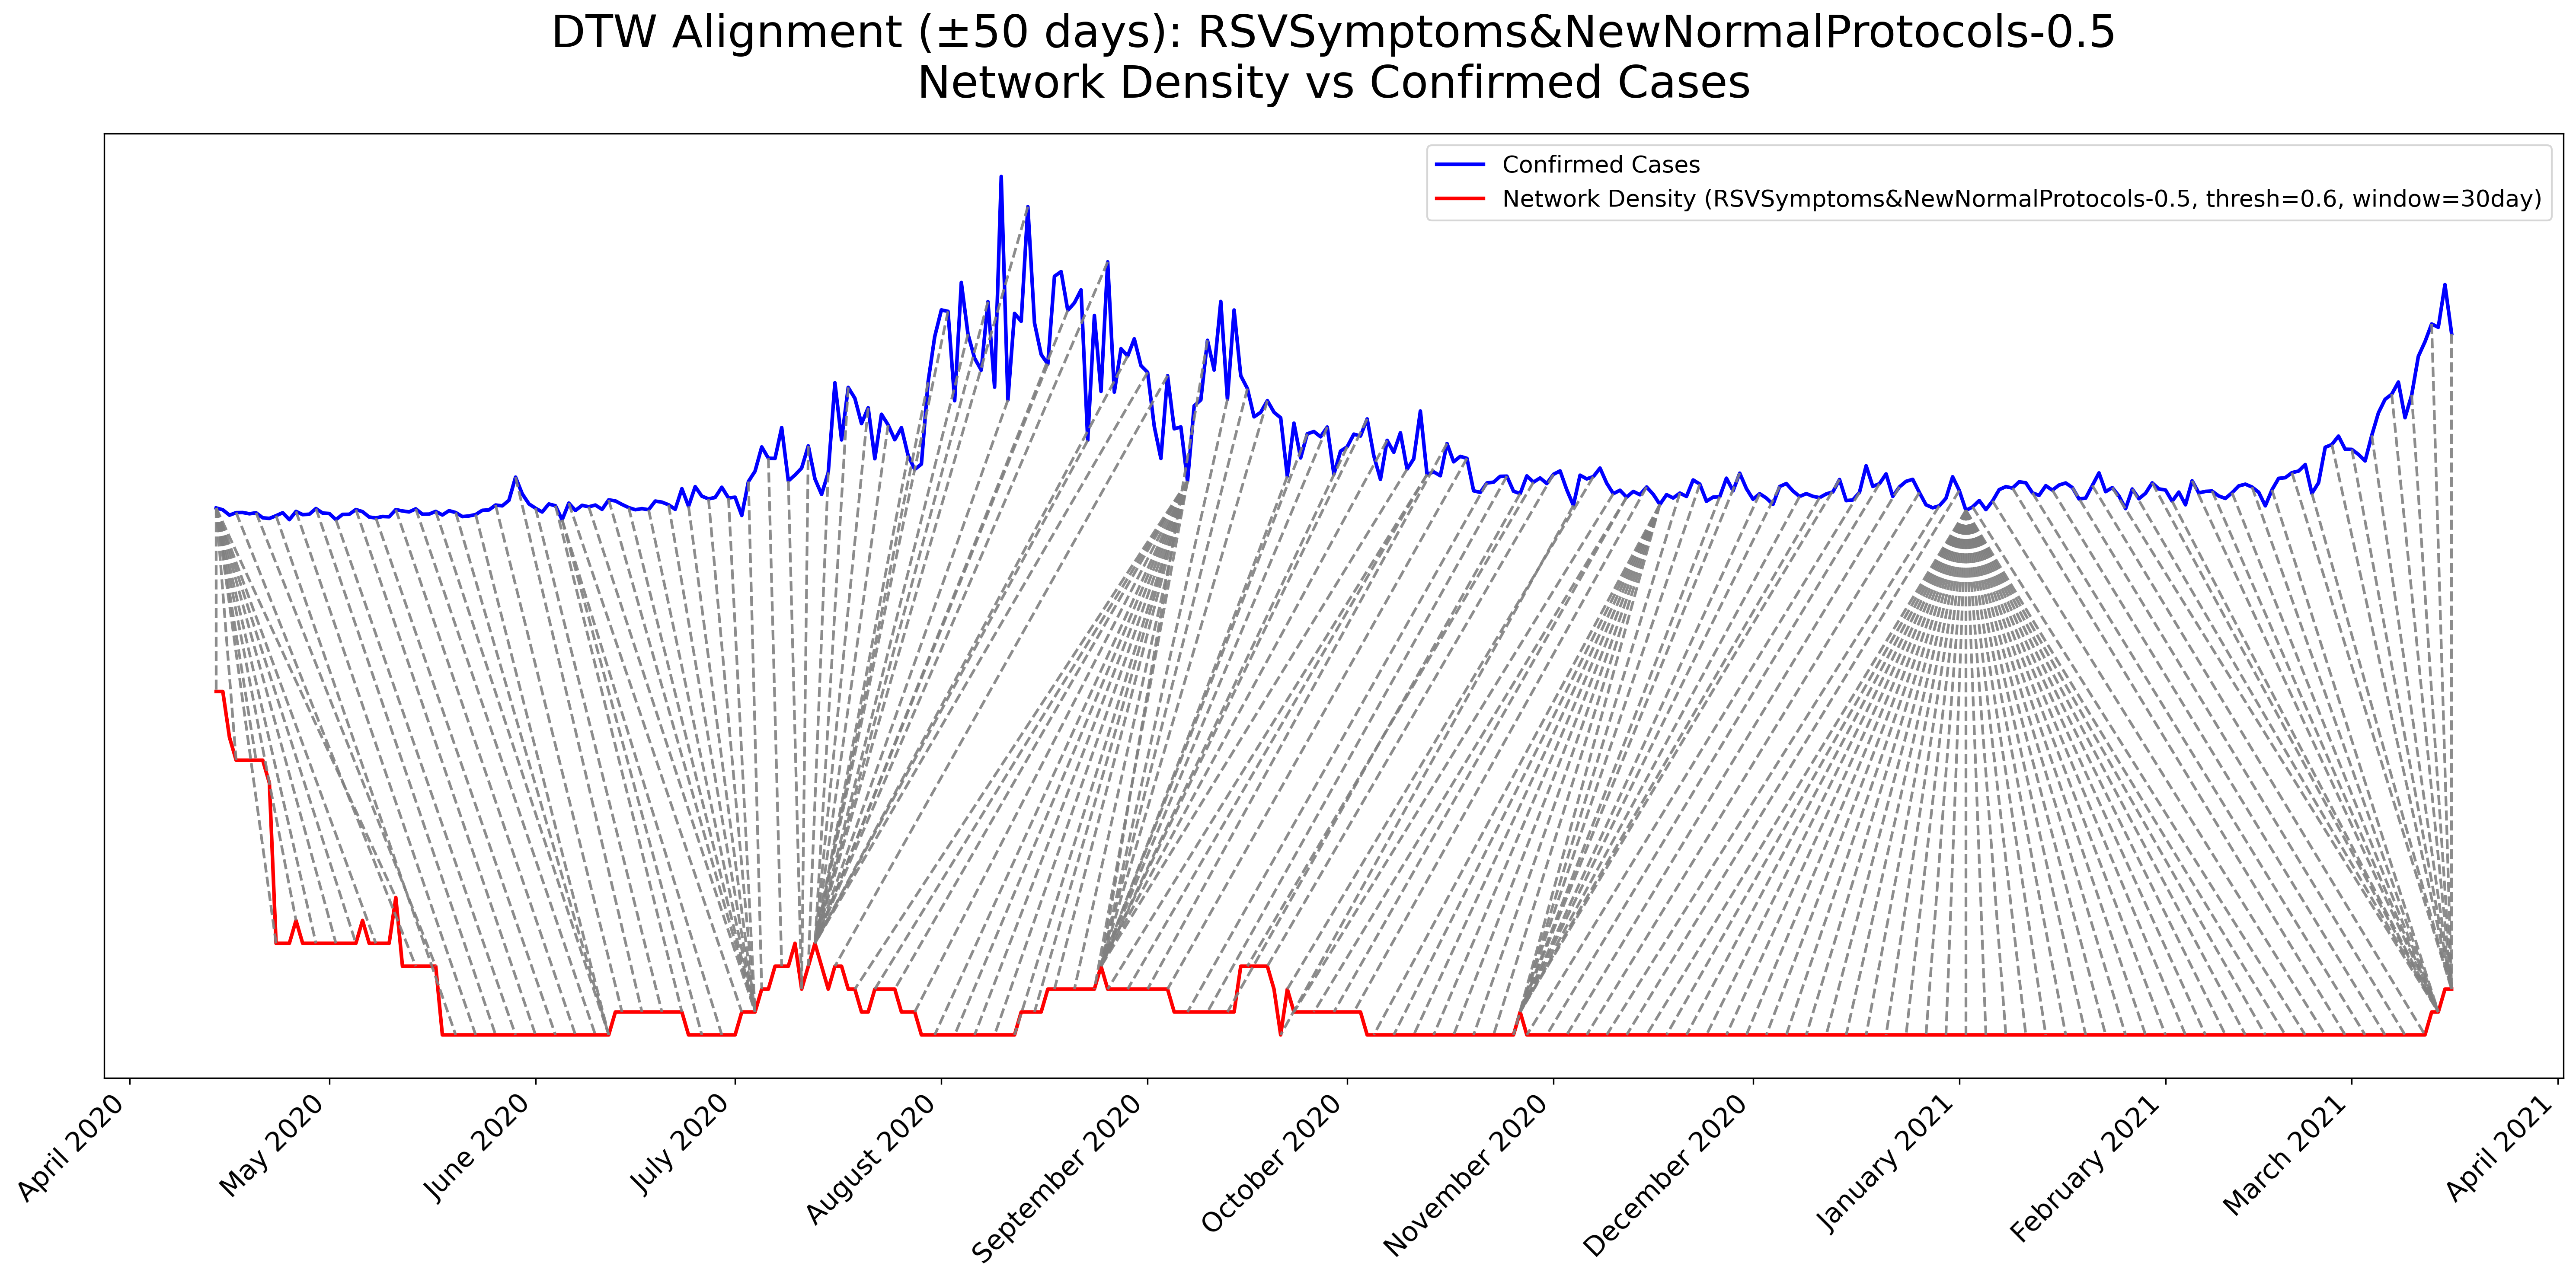 DTW Alignment (±50 days): RSVSymptoms&NewNormalProtocols-0.5
Network Density vs Confirmed Cases
Confirmed Cases
Network Density (RSVSymptoms&NewNormalProtocols-0.5, thresh=0.6, window=30day)
April 2020
May 2020
June 2020
July 2020
August 2020
September 2020
October 2020
November 2020
December 2020
January 2021
February 2021
March 2021
April 2021